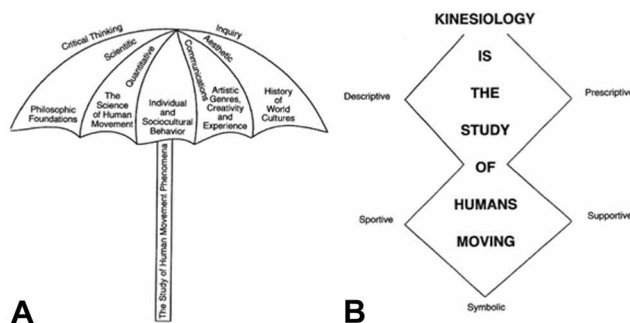 Critical Thinking
Inquiry
Scientific
Aesthetic
Quantitative
Communications
Philosophic
Foundations
The
Science
of Human
Movement
Individual
and
Sociocultural
Behavior
Artistic
Genres,
Creativity
and
Experience
History
of
World
Cultures
The Study of Human Movement Phenomena
A
KINESIOLOGY
IS
Descriptive
THE
Prescriptive
STUDY
OF
HUMANS
Sportive
Supportive
MOVING
Symbolic
B